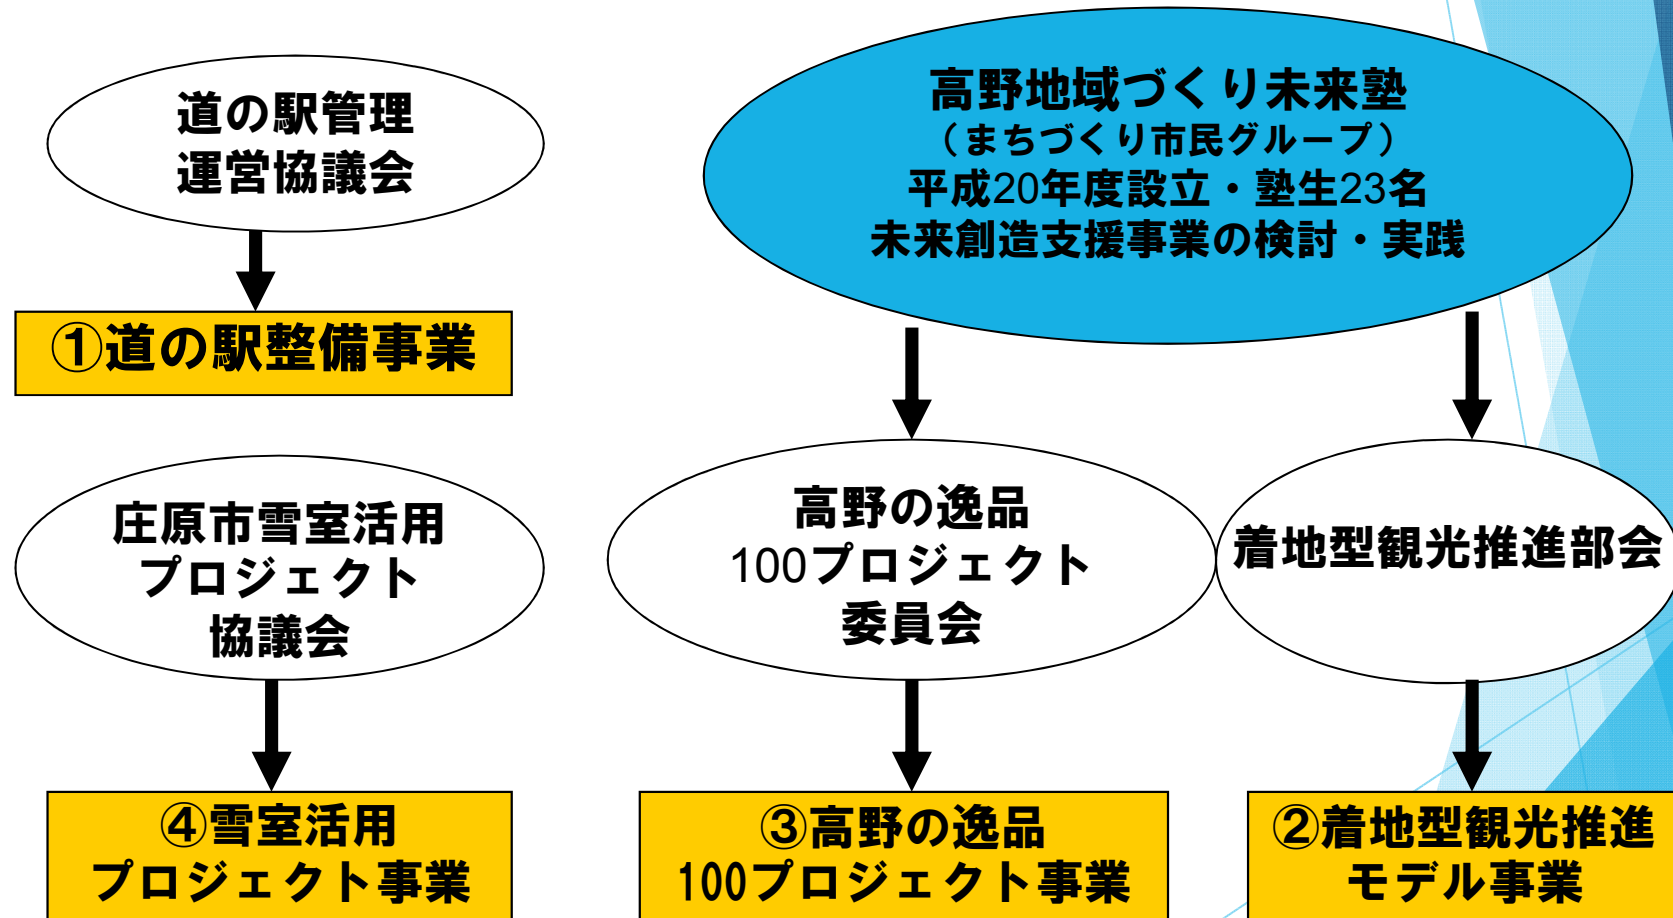 道の駅管理
運営協議会
①道の駅整備事業
高野地域づくり未来塾
（まちづくり市民グループ）
平成20年度設立・塾生23名
未来創造支援事業の検討・実践
庄原市雪室活用
プロジェクト
協議会
高野の逸品
100プロジェクト
委員会
着地型観光推進部会
④雪室活用
プロジェクト事業
③高野の逸品
100プロジェクト事業
②着地型観光推進
モデル事業